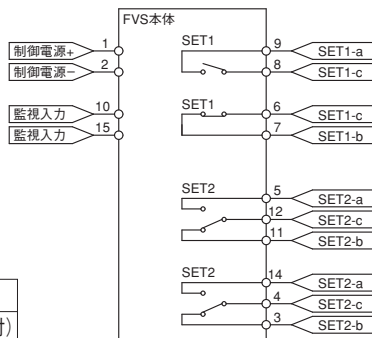 FVS本体
制御電源+ 1
制御電源− 2
監視入力 10
監視入力 15
SET1
9 SET1-a
8 SET1-c
SET1
6 SET1-c
7 SET1-b
SET2
5 SET2-a
12 SET2-c
11 SET2-b
SET2
14 SET2-a
4 SET2-c
3 SET2-b